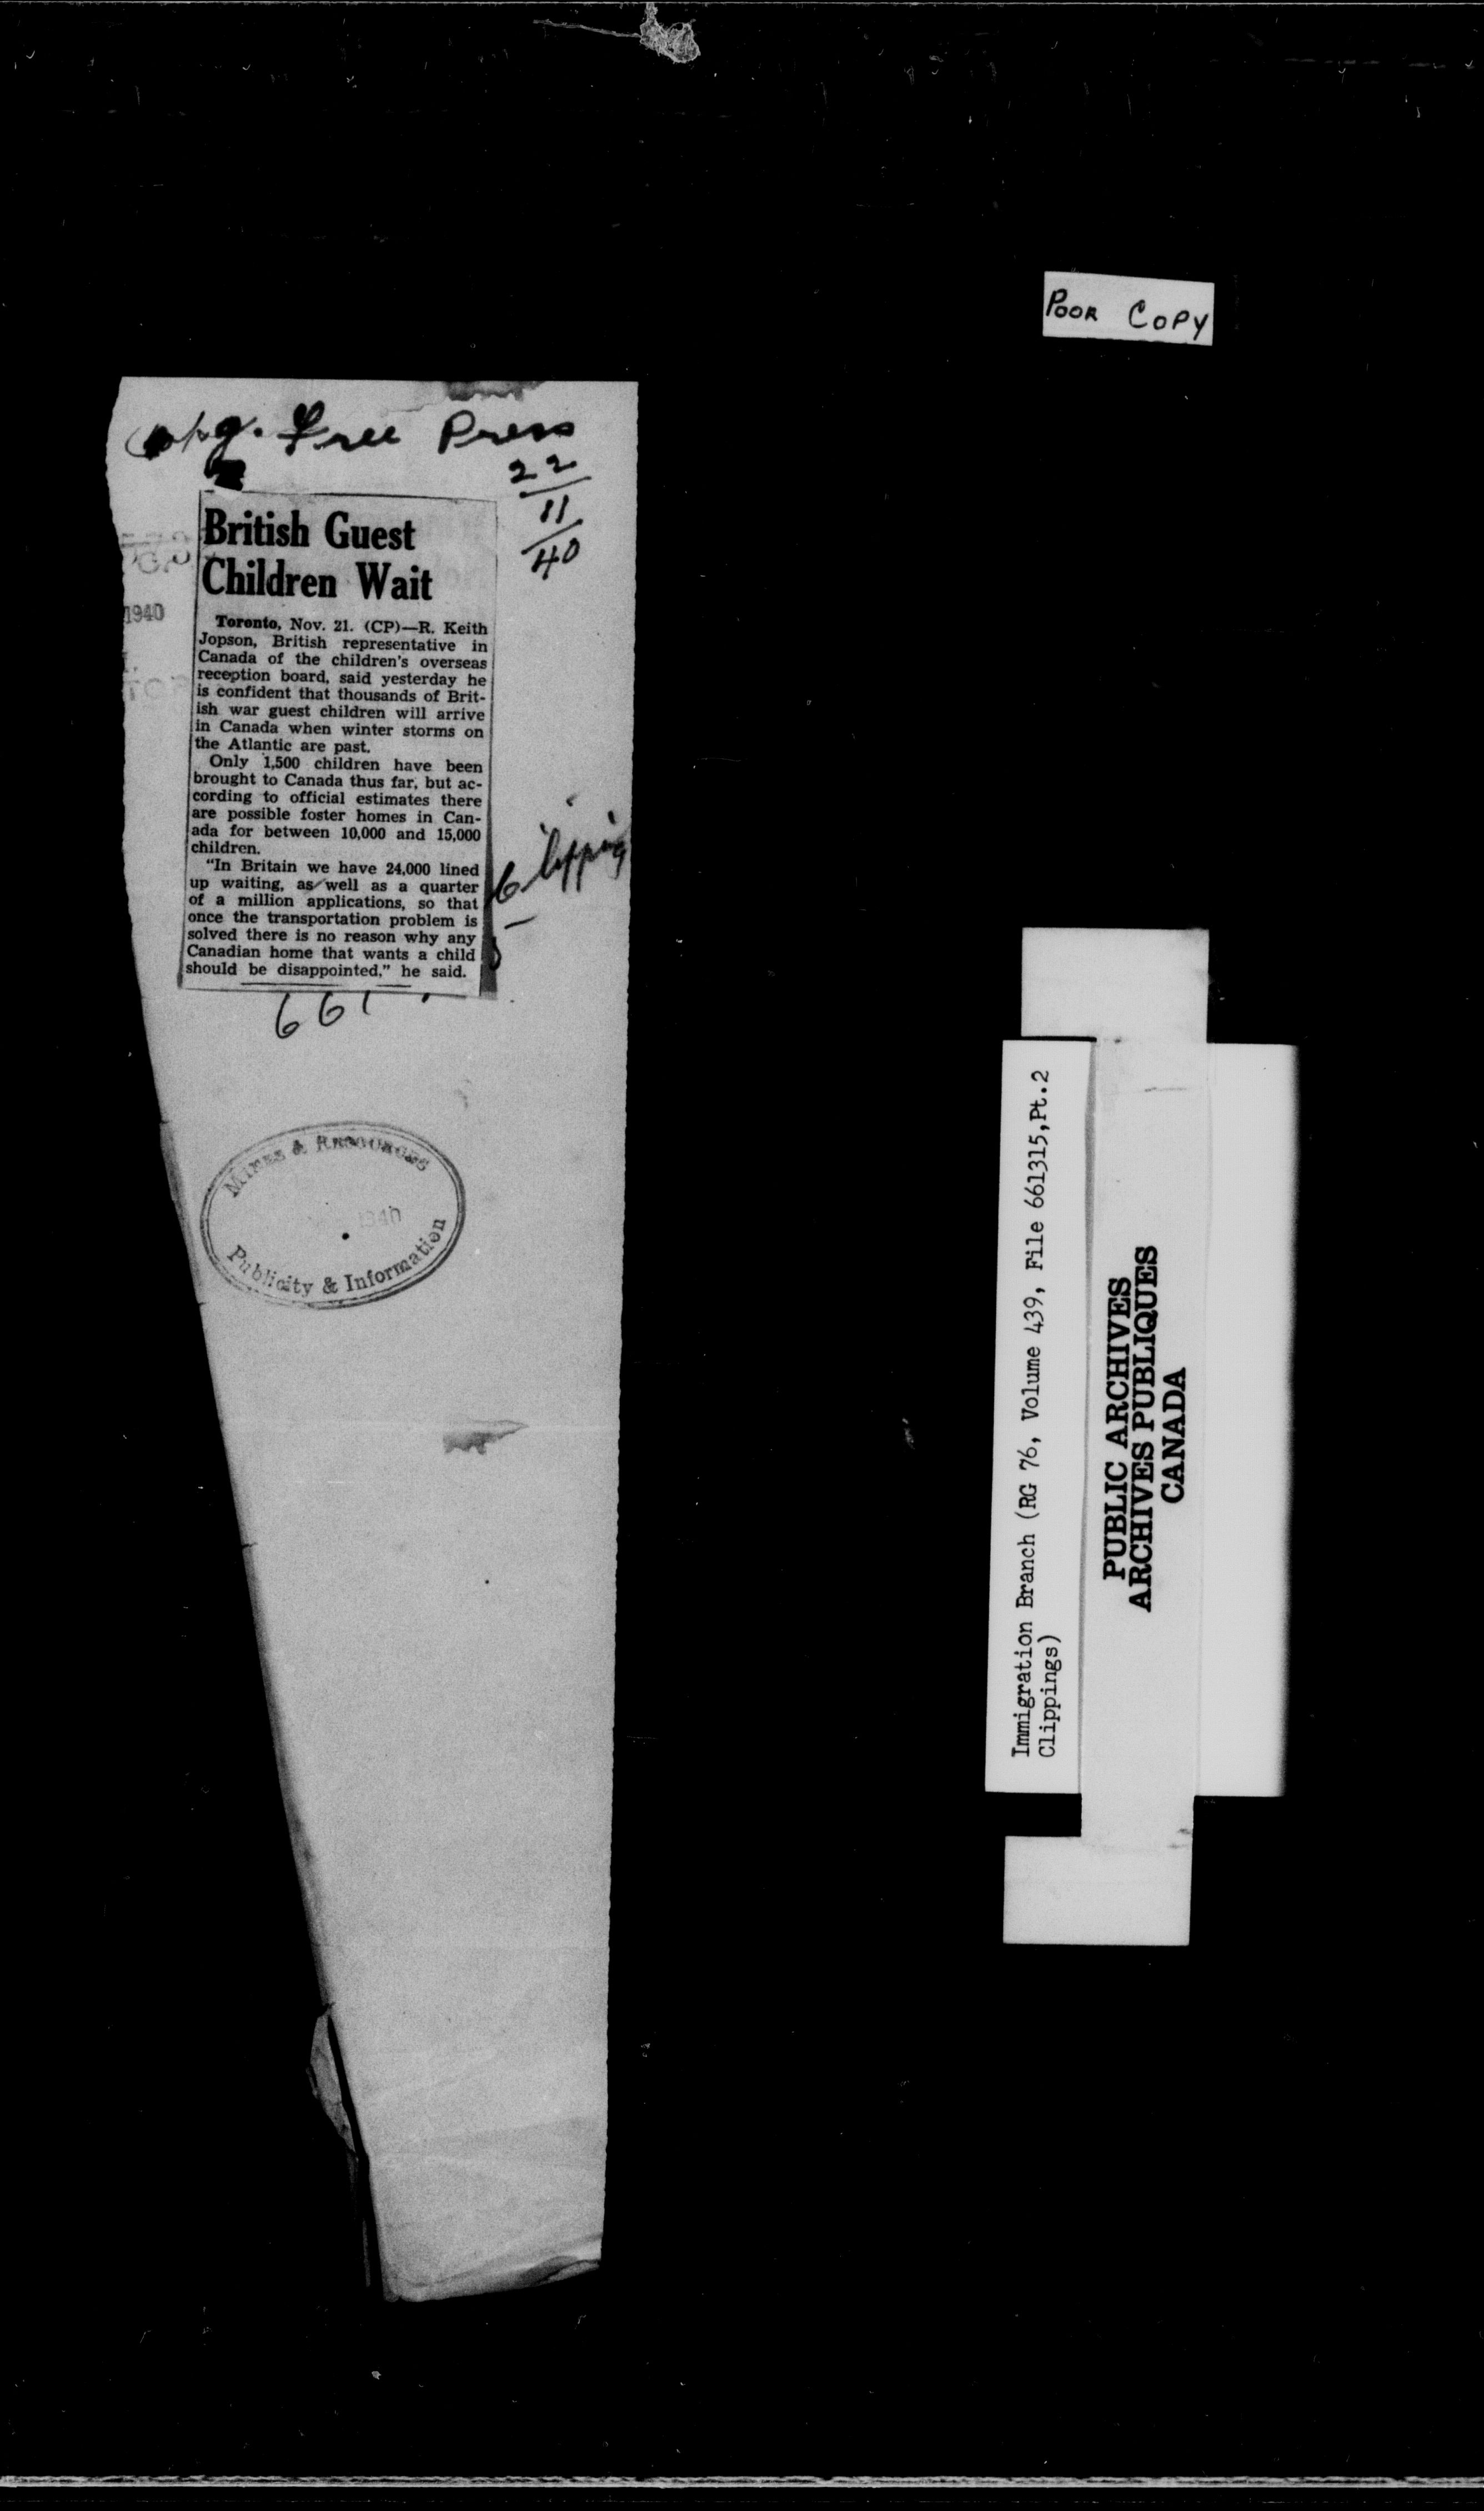 Wpg. Free Press
22/11/40
British Guest
Children Wait
Toronto, Nov. 21. (CP)—R. Keith
Jopson, British representative in
Canada of the children's overseas
reception board, said yesterday he
is confident that thousands of Brit-
ish war guest children will arrive
in Canada when winter storms on
the Atlantic are past.
Only 1,500 children have been
brought to Canada thus far, but ac-
cording to official estimates there
are possible foster homes in Can-
ada for between 10,000 and 15,000
children.
"In Britain we have 24,000 lined
up waiting, as well as a quarter
of a million applications, so that
once the transportation problem is
solved there is no reason why any
Canadian home that wants a child
should be disappointed," he said.
1940
661
MINES & RESOURCES
1940
Publicity & Information
POOR COPY
Immigration Branch (RG 76, Volume 439, File 661315,Pt.2
Clippings)
PUBLIC ARCHIVES
ARCHIVES PUBLIQUES
CANADA